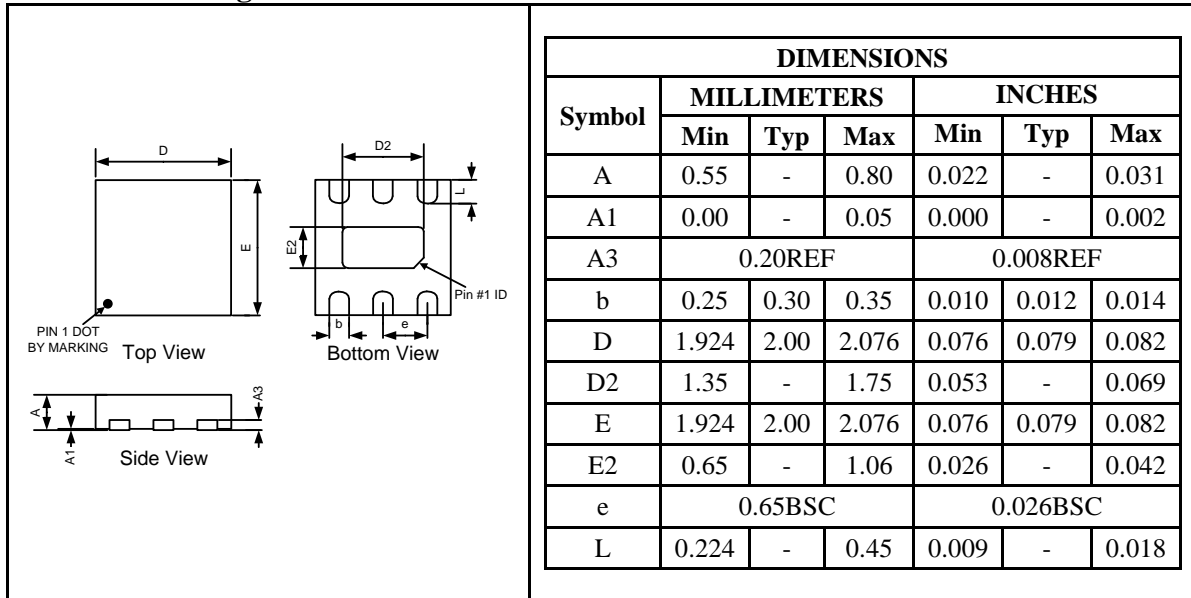 D
E
PIN 1 DOT
BY MARKING
Top View
D2
L
E2
Pin #1 ID
b
e
Bottom View
A
A1
A3
Side View
DIMENSIONS
Symbol MILLIMETERS INCHES
Min Typ Max Min Typ Max
A 0.55 - 0.80 0.022 - 0.031
A1 0.00 - 0.05 0.000 - 0.002
A3 0.20REF 0.008REF
b 0.25 0.30 0.35 0.010 0.012 0.014
D 1.924 2.00 2.076 0.076 0.079 0.082
D2 1.35 - 1.75 0.053 - 0.069
E 1.924 2.00 2.076 0.076 0.079 0.082
E2 0.65 - 1.06 0.026 - 0.042
e 0.65BSC 0.026BSC
L 0.224 - 0.45 0.009 - 0.018